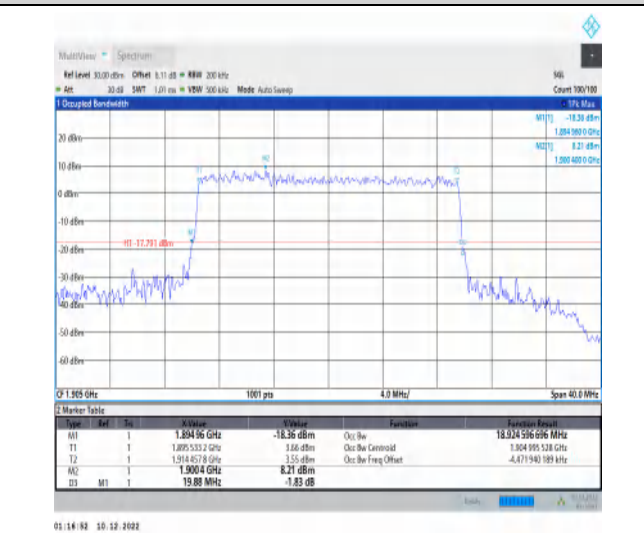 MultiView Spectrum
Ref Level 30.00 dBm Offset 8.11 dB RBW 200 kHz SGL
Att 30 dB SWT 1.01 ms VBW 500 kHz Mode Auto Sweep Count 100/100
1 Occupied Bandwidth 1Pk Max
M1[1] -18.36 dBm
1.894 960 0 GHz
M2[1] 8.21 dBm
1.900 400 0 GHz
20 dBm
10 dBm
0 dBm
-10 dBm
-20 dBm
-30 dBm
-40 dBm
-50 dBm
-60 dBm
M2
T1
T2
M1
H1 -17.791 dBm
CF 1.905 GHz 1001 pts 4.0 MHz/ Span 40.0 MHz
2 Marker Table
Type Ref Trc X-Value Y-Value Function Function Result
M1 1 1.894 96 GHz -18.36 dBm Occ Bw 18.924 596 696 MHz
T1 1 1.895 533 2 GHz 3.66 dBm Occ Bw Centroid 1.904 995 528 GHz
T2 1 1.914 457 8 GHz 3.55 dBm Occ Bw Freq Offset -4.471 940 189 kHz
M2 1 1.900 4 GHz 8.21 dBm
D3 M1 1 19.88 MHz -1.83 dB
01:16:52 10.12.2022